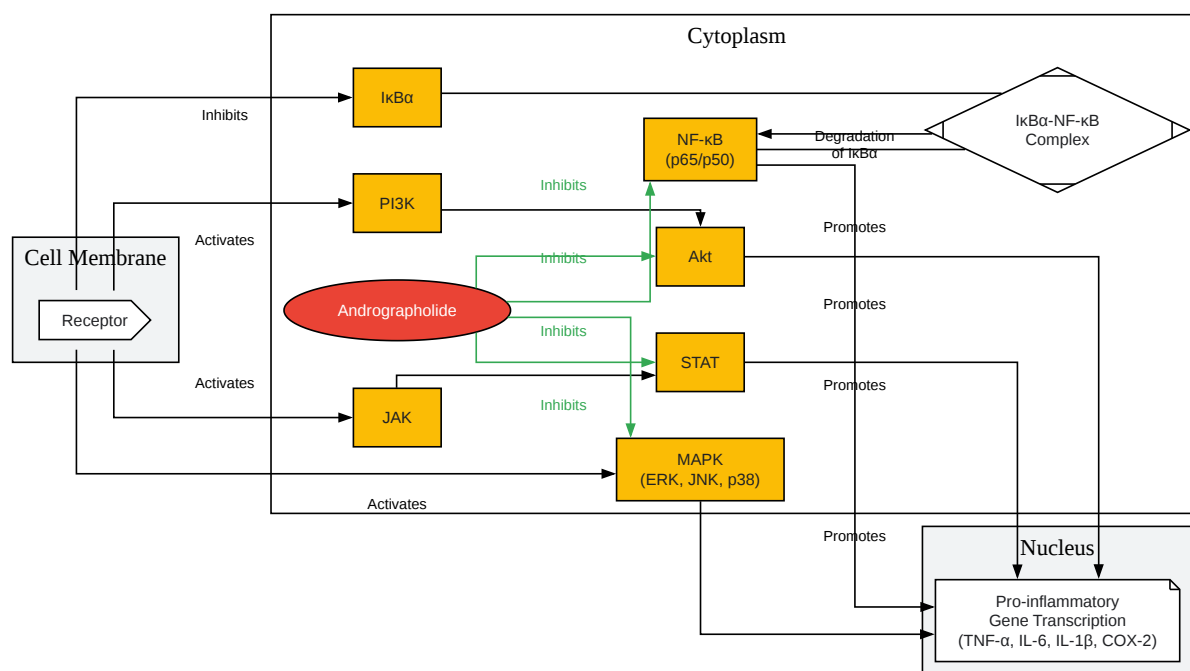 Cytoplasm
IκBα
Inhibits
NF-κB
(p65/p50)
Degradation
of IκBα
IκBα-NF-κB
Complex
Inhibits
PI3K
Activates
Promotes
Cell Membrane
Receptor
Inhibits
Akt
Andrographolide
Promotes
Inhibits
STAT
Activates
Promotes
JAK
Inhibits
MAPK
(ERK, JNK, p38)
Activates
Promotes
Nucleus
Pro-inflammatory
Gene Transcription
(TNF-α, IL-6, IL-1β, COX-2)